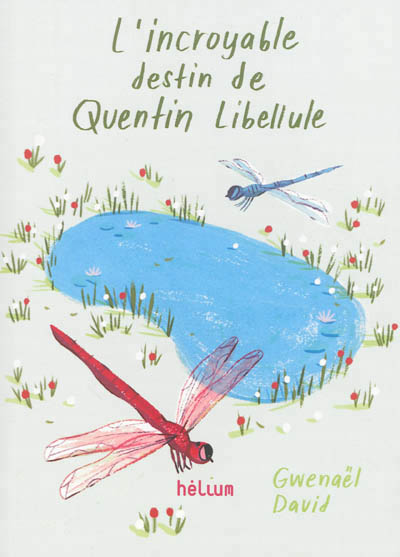 L'incroyable
destin de
Quentin Libellule
hélium
Gwenaël
David